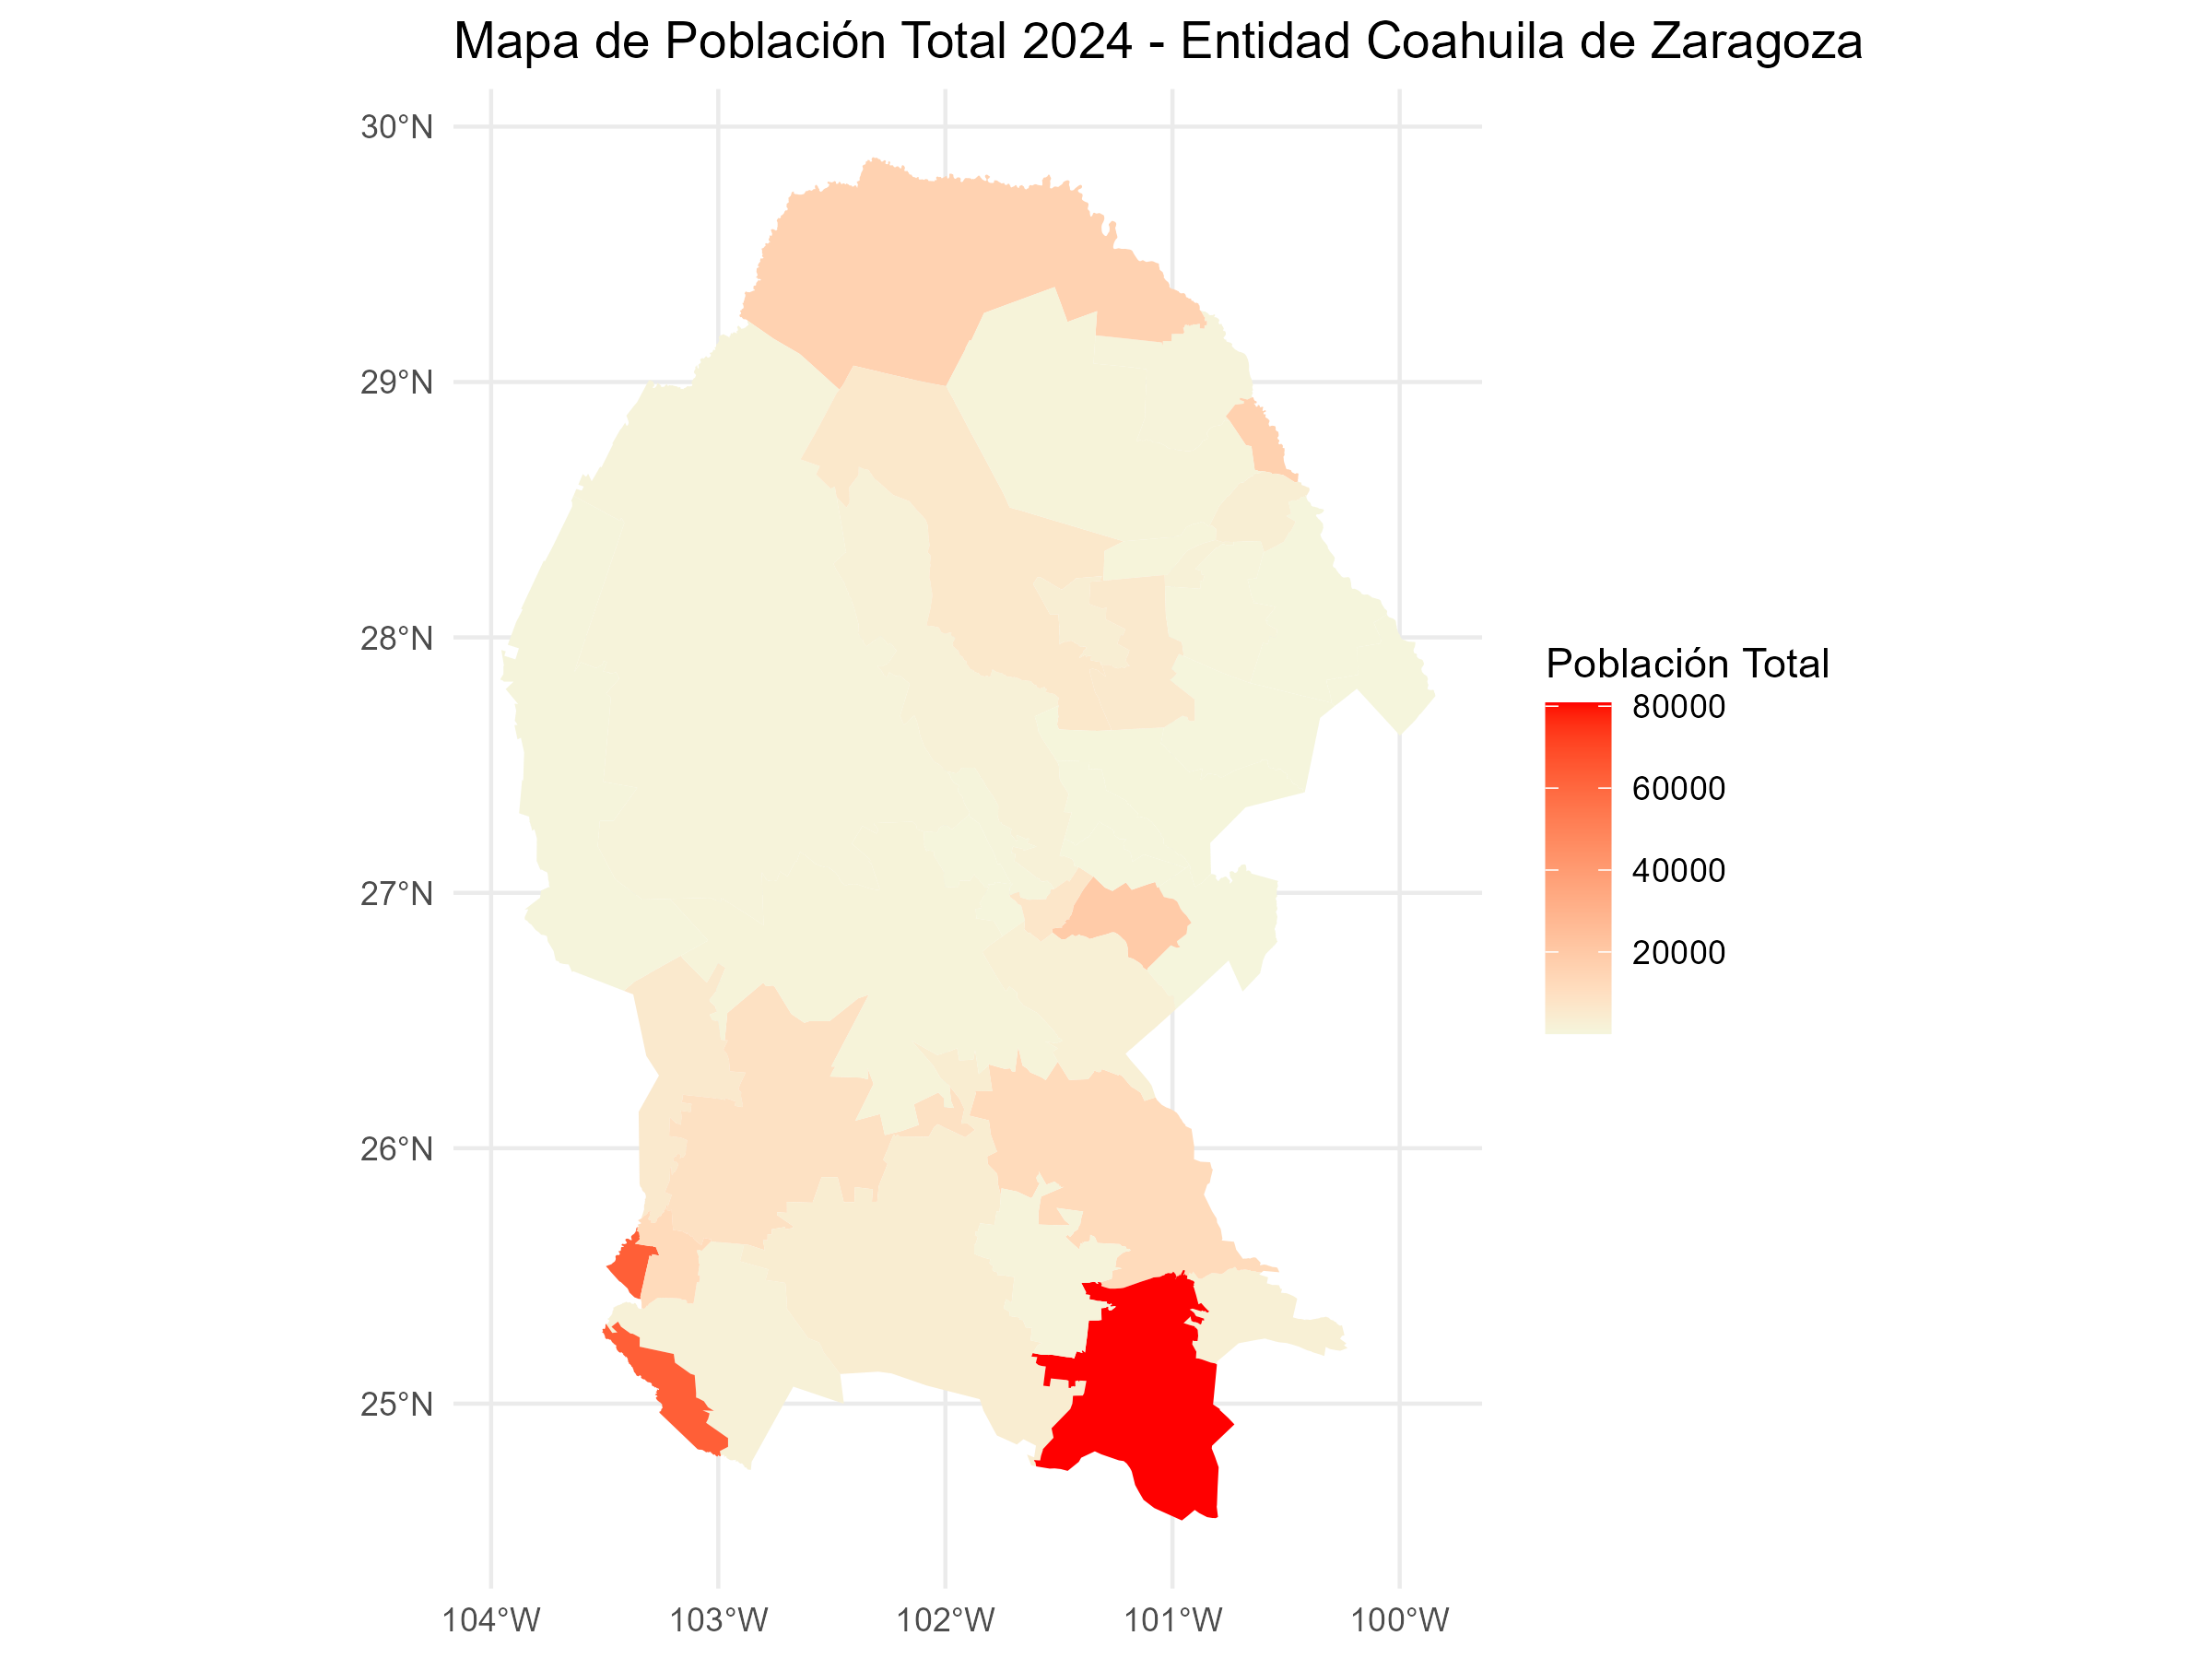 Mapa de Población Total 2024 - Entidad Coahuila de Zaragoza
30°N
29°N
28°N
27°N
26°N
25°N
104°W
103°W
102°W
101°W
100°W
Población Total
80000
60000
40000
20000